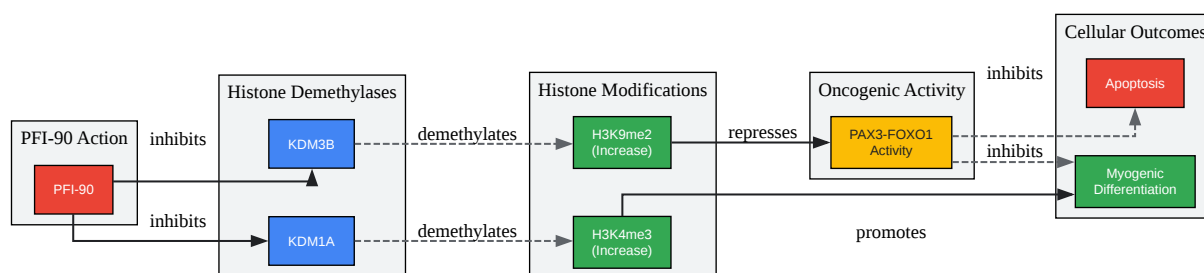 Cellular Outcomes
Histone Demethylases
Histone Modifications
Oncogenic Activity
inhibits
Apoptosis
PFI-90 Action
inhibits
KDM3B
demethylates
H3K9me2
(Increase)
represses
PAX3-FOXO1
Activity
inhibits
PFI-90
Myogenic
Differentiation
inhibits
KDM1A
demethylates
H3K4me3
(Increase)
promotes